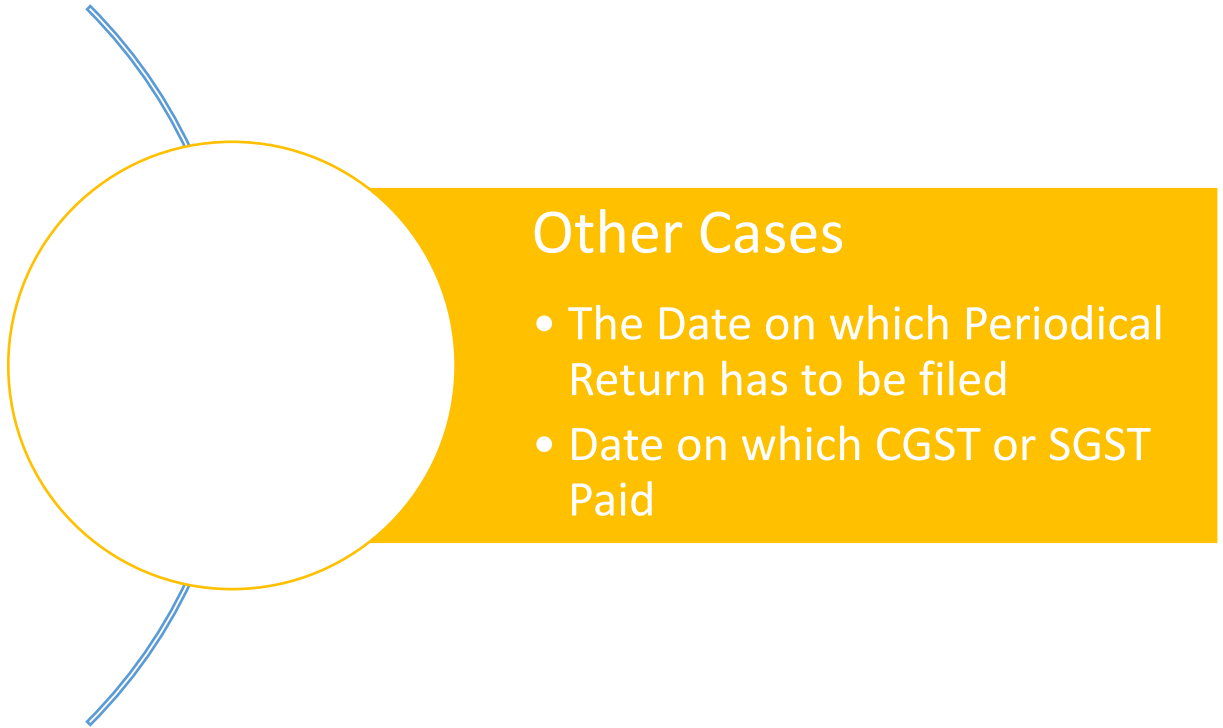 Other Cases
• The Date on which Periodical
Return has to be filed
• Date on which CGST or SGST
Paid